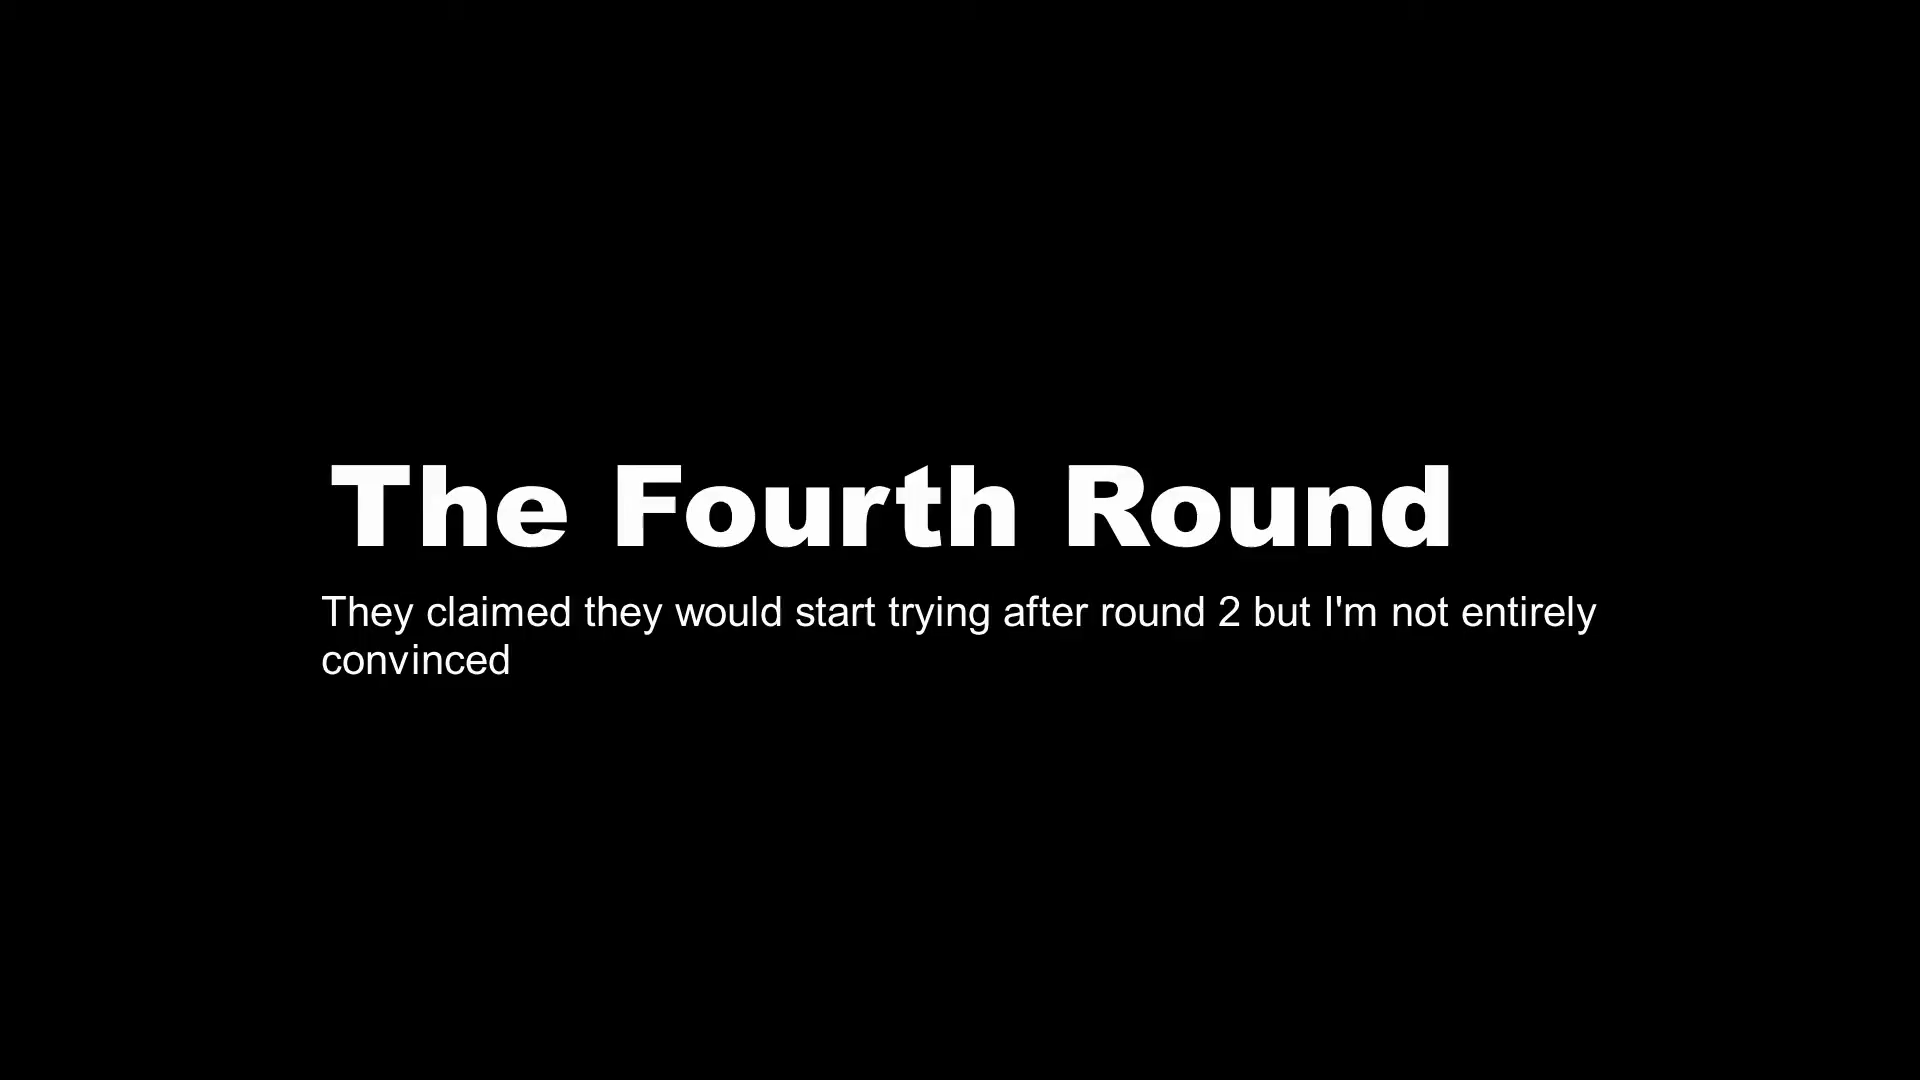 The Fourth Round
They claimed they would start trying after round 2 but I'm not entirely
convinced